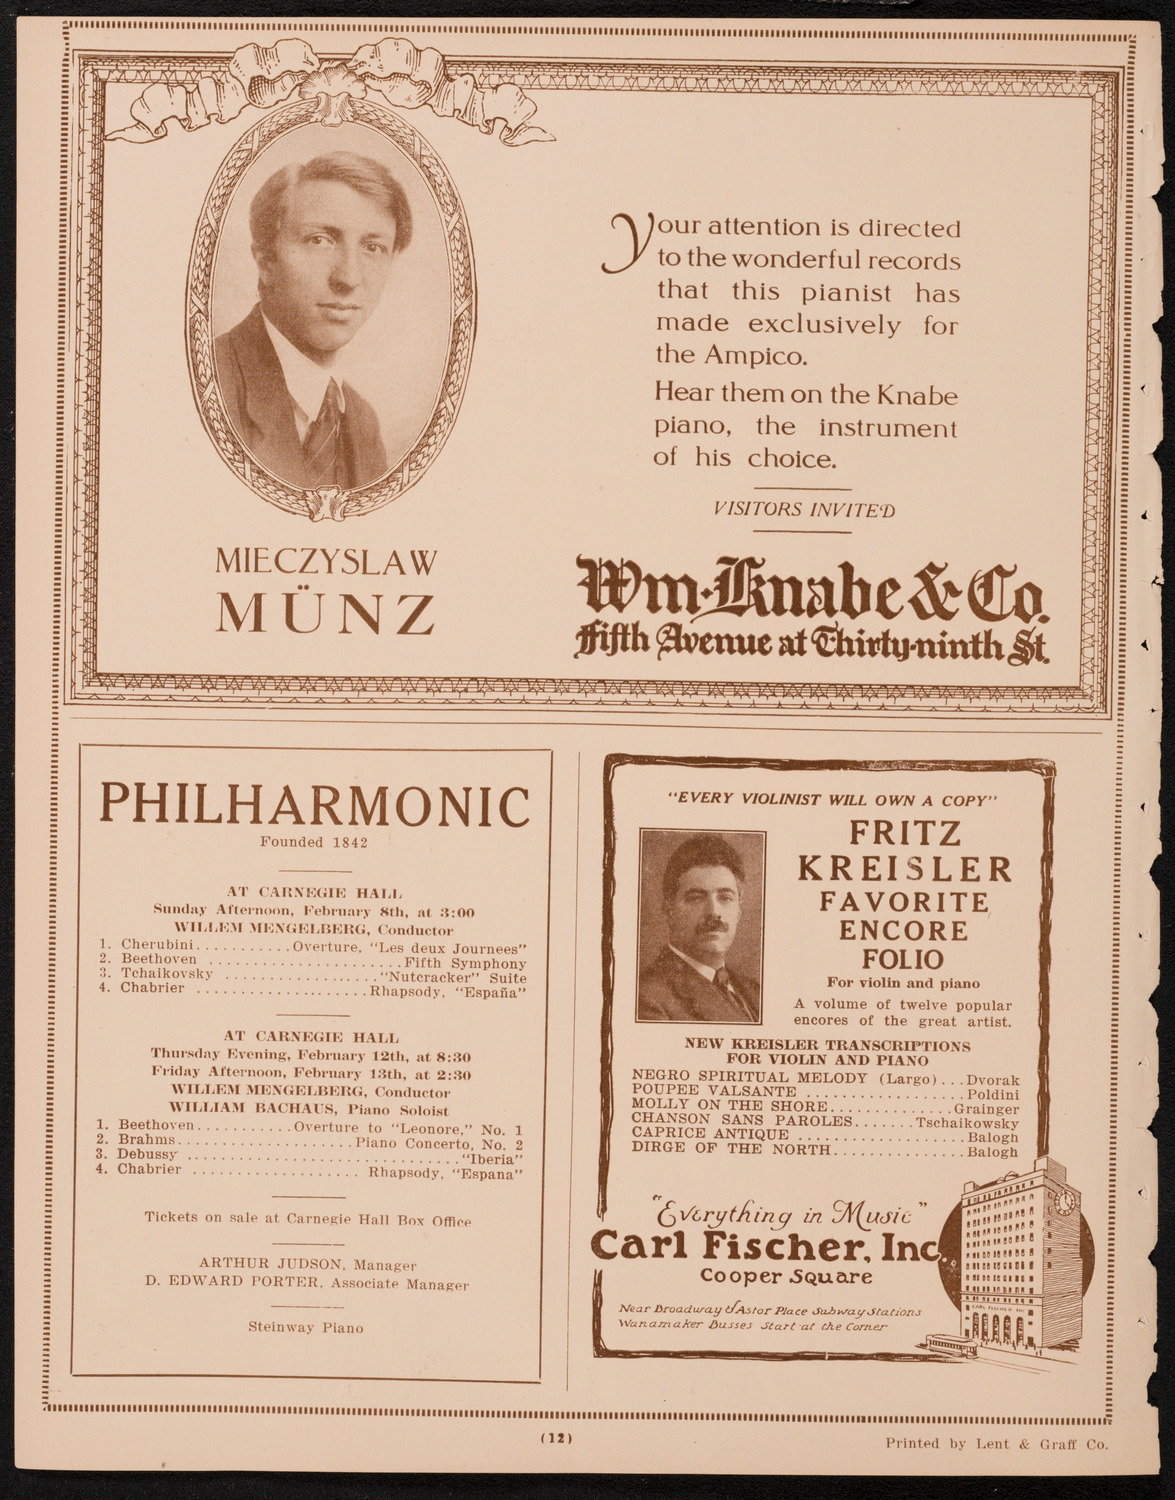 Your attention is directed
to the wonderful records
that this pianist has
made exclusively for
the Ampico.
Hear them on the Knabe
piano, the instrument
of his choice.
VISITORS INVITED
MIECZYSLAW
MÜNZ
Wm. Knabe & Co.
Fifth Avenue at Thirty-ninth St.
PHILHARMONIC
Founded 1842
AT CARNEGIE HALL
Sunday Afternoon, February 8th, at 3:00
WILLEM MENGELBERG, Conductor
1. Cherubini...........Overture, "Les deux Journees"
2. Beethoven ......................Fifth Symphony
3. Tchaikovsky ................."Nutcracker" Suite
4. Chabrier ....................Rhapsody, "España"
AT CARNEGIE HALL
Thursday Evening, February 12th, at 8:30
Friday Afternoon, February 13th, at 2:30
WILLEM MENGELBERG, Conductor
WILLIAM BACHAUS, Piano Soloist
1. Beethoven...........Overture to "Leonore," No. 1
2. Brahms....................Piano Concerto, No. 2
3. Debussy ..............................."Iberia"
4. Chabrier ................... Rhapsody, "Espana"
Tickets on sale at Carnegie Hall Box Office
ARTHUR JUDSON, Manager
D. EDWARD PORTER, Associate Manager
Steinway Piano
"EVERY VIOLINIST WILL OWN A COPY"
FRITZ
KREISLER
FAVORITE
ENCORE
FOLIO
For violin and piano
A volume of twelve popular
encores of the great artist.
NEW KREISLER TRANSCRIPTIONS
FOR VIOLIN AND PIANO
NEGRO SPIRITUAL MELODY (Largo)...Dvorak
POUPEE VALSANTE ..................Poldini
MOLLY ON THE SHORE..............Grainger
CHANSON SANS PAROLES.......Tschaikowsky
CAPRICE ANTIQUE ...................Balogh
DIRGE OF THE NORTH...............Balogh
"Everything in Music"
Carl Fischer, Inc.
Cooper Square
CARL FISCHER INC
Near Broadway & Astor Place Subway Stations
Wanamaker Busses Start at the Corner
(12)
Printed by Lent & Graff Co.